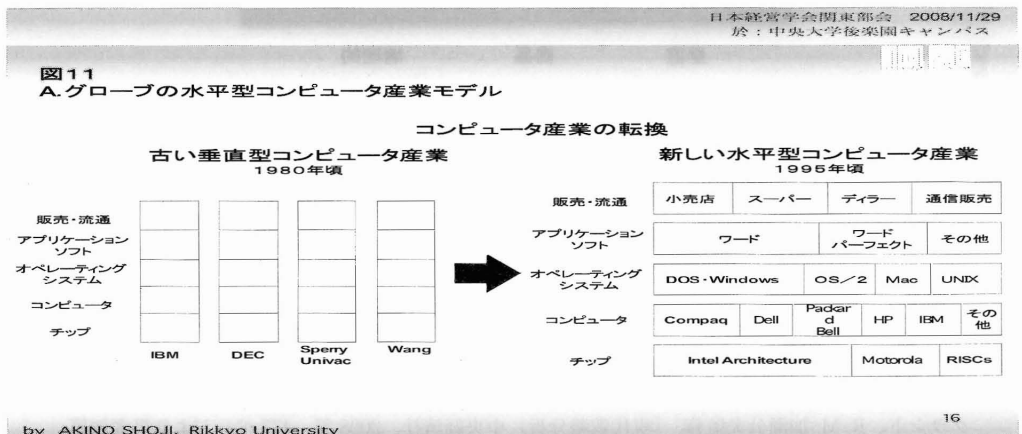 日本経営学会関東部会 2008/11/29
於：中央大学後楽園キャンパス
図11
A.グローブの水平型コンピュータ産業モデル
コンピュータ産業の転換
古い垂直型コンピュータ産業
1980年頃
販売・流通
アプリケーション
ソフト
オペレーティング
システム
コンピュータ
チップ
IBM DEC Sperry Univac Wang
新しい水平型コンピュータ産業
1995年頃
販売・流通 小売店 スーパー ディラー 通信販売
アプリケーション
ソフト
ワード ワード パーフェクト その他
オペレーティング
システム
DOS・Windows OS／2 Mac UNIX
コンピュータ Compaq Dell Packard Bell HP IBM その他
チップ Intel Architecture Motorola RISCs
16
by AKINO SHOJI, Rikkyo University